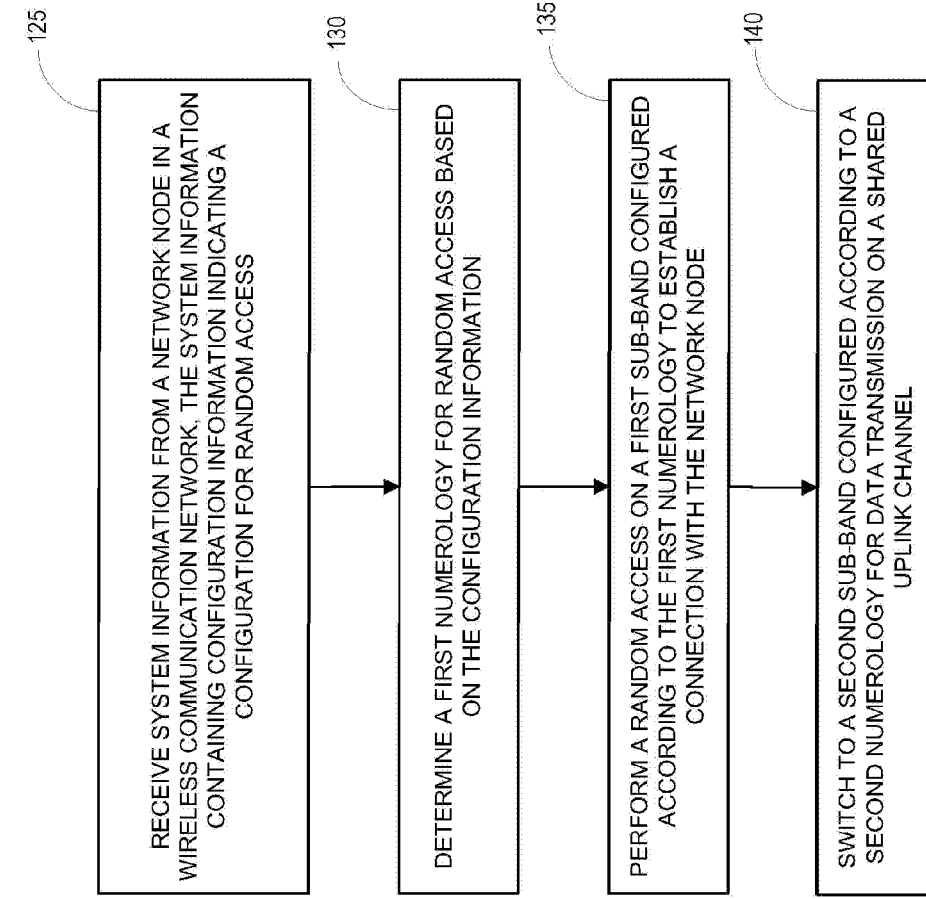 125
RECEIVE SYSTEM INFORMATION FROM A NETWORK NODE IN A
WIRELESS COMMUNICATION NETWORK, THE SYSTEM INFORMATION
CONTAINING CONFIGURATION INFORMATION INDICATING A
CONFIGURATION FOR RANDOM ACCESS
130
DETERMINE A FIRST NUMEROLOGY FOR RANDOM ACCESS BASED
ON THE CONFIGURATION INFORMATION
135
PERFORM A RANDOM ACCESS ON A FIRST SUB-BAND CONFIGURED
ACCORDING TO THE FIRST NUMEROLOGY TO ESTABLISH A
CONNECTION WITH THE NETWORK NODE
140
SWITCH TO A SECOND SUB-BAND CONFIGURED ACCORDING TO A
SECOND NUMEROLOGY FOR DATA TRANSMISSION ON A SHARED
UPLINK CHANNEL